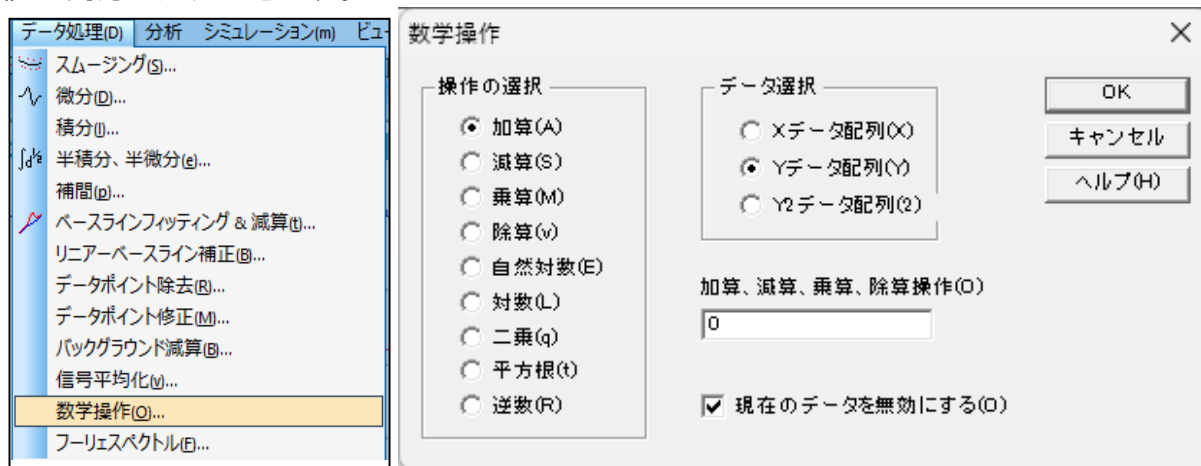 データ処理(D) 分析 シミュレーション(m)
スムージング(S)...
微分(D)...
積分(I)...
半積分、半微分(e)...
補間(p)...
ベースラインフィッティング & 減算(t)...
リニアーベースライン補正(B)...
データポイント除去(R)...
データポイント修正(M)...
バックグラウンド減算(B)...
信号平均化(v)...
数学操作(O)...
フーリェスペクトル(F)...
数学操作
操作の選択
加算(A)
減算(S)
乗算(M)
除算(v)
自然対数(E)
対数(L)
二乗(q)
平方根(t)
逆数(R)
データ選択
Xデータ配列(X)
Yデータ配列(Y)
Y2データ配列(2)
加算、減算、乗算、除算操作(O)
0
現在のデータを無効にする(O)
OK
キャンセル
ヘルプ(H)